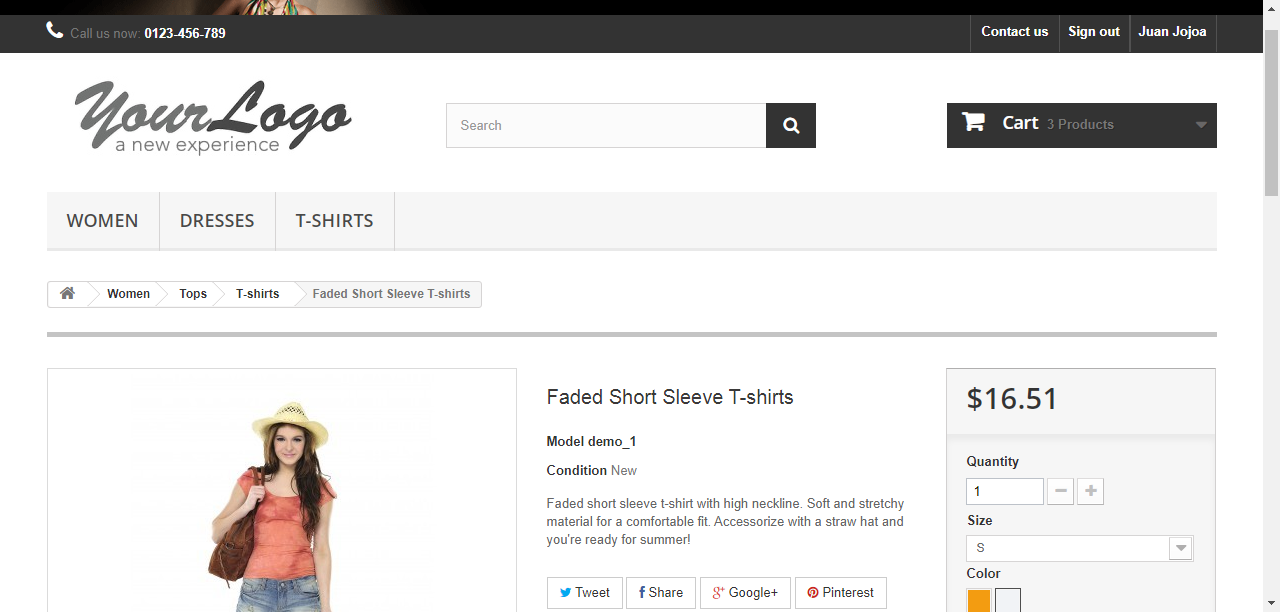 Call us now: 0123-456-789
Contact us
Sign out
Juan Jojoa
YourLogo
a new experience
Search
Cart 3 Products
WOMEN
DRESSES
T-SHIRTS
Women
Tops
T-shirts
Faded Short Sleeve T-shirts
Faded Short Sleeve T-shirts
Model demo_1
Condition New
Faded short sleeve t-shirt with high neckline. Soft and stretchy
material for a comfortable fit. Accessorize with a straw hat and
you're ready for summer!
Tweet
Share
Google+
Pinterest
$16.51
Quantity
1
Size
S
Color